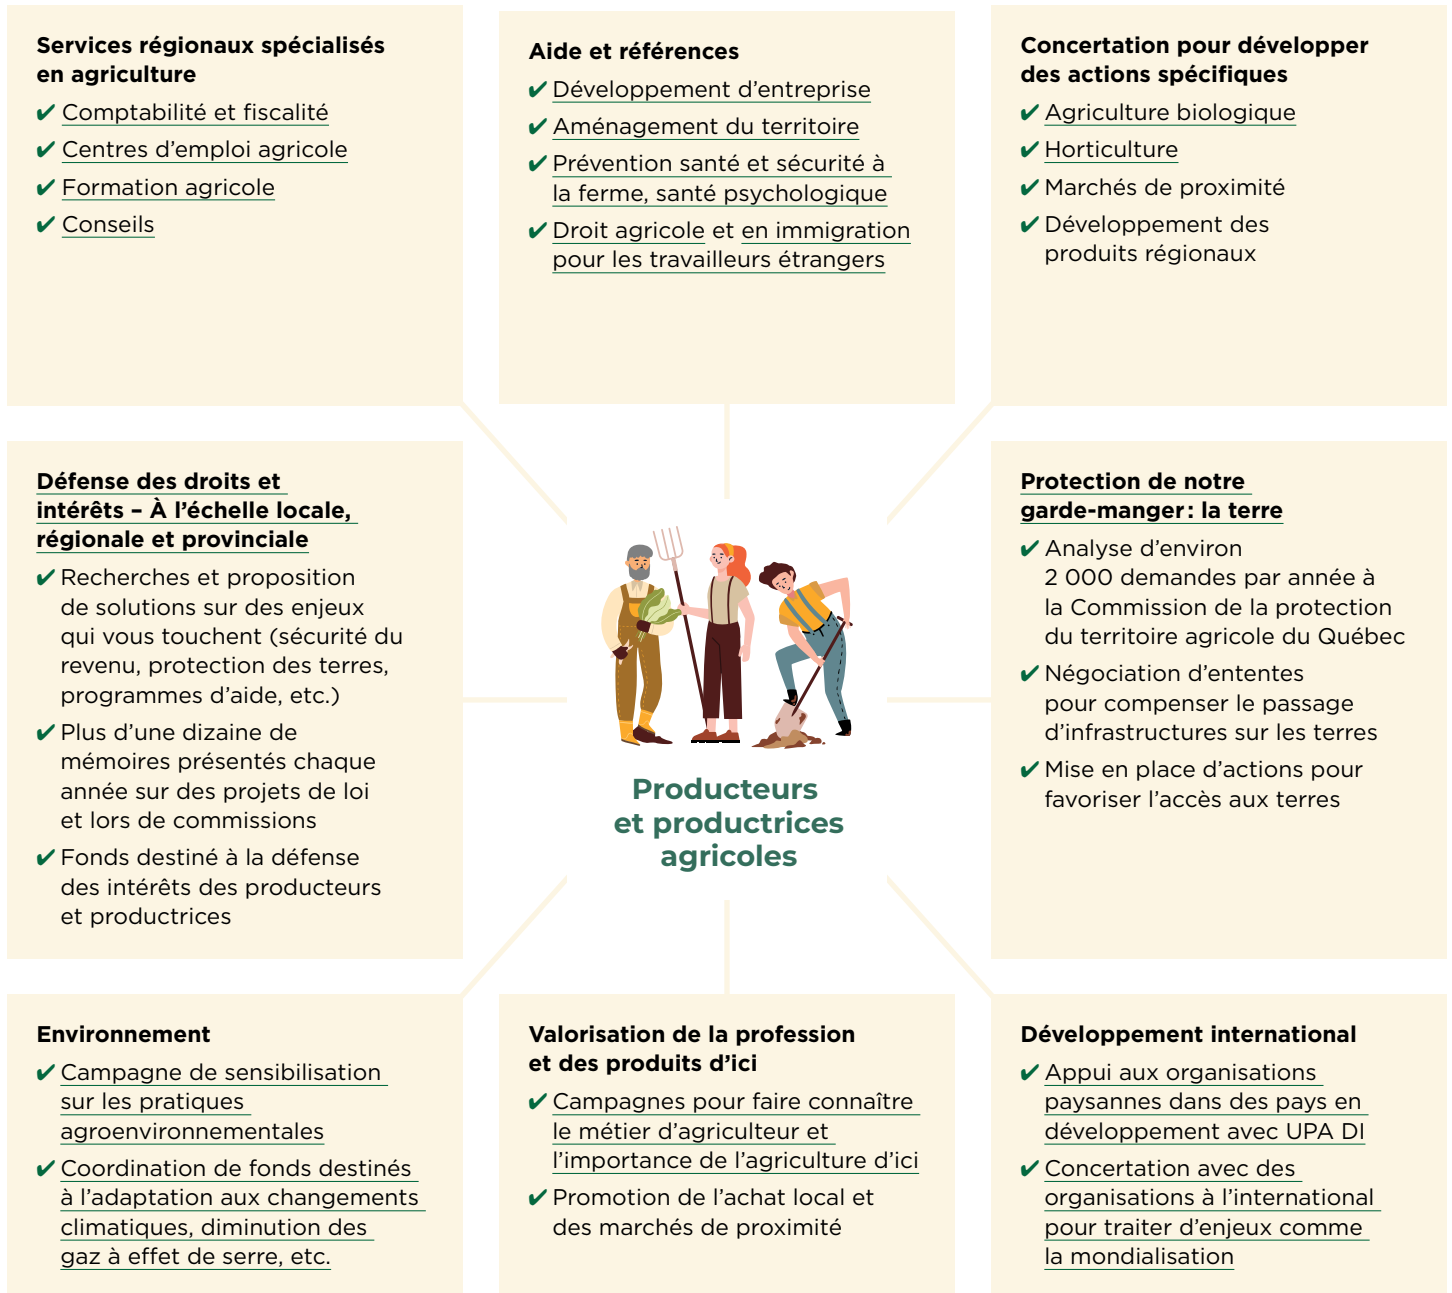 Services régionaux spécialisés
en agriculture
✔ Comptabilité et fiscalité
✔ Centres d’emploi agricole
✔ Formation agricole
✔ Conseils
Aide et références
✔ Développement d’entreprise
✔ Aménagement du territoire
✔ Prévention santé et sécurité à
la ferme, santé psychologique
✔ Droit agricole et en immigration
pour les travailleurs étrangers
Concertation pour développer
des actions spécifiques
✔ Agriculture biologique
✔ Horticulture
✔ Marchés de proximité
✔ Développement des
produits régionaux
Défense des droits et
intérêts – À l’échelle locale,
régionale et provinciale
✔ Recherches et proposition
de solutions sur des enjeux
qui vous touchent (sécurité du
revenu, protection des terres,
programmes d’aide, etc.)
✔ Plus d’une dizaine de
mémoires présentés chaque
année sur des projets de loi
et lors de commissions
✔ Fonds destiné à la défense
des intérêts des producteurs
et productrices
Producteurs
et productrices
agricoles
Protection de notre
garde-manger : la terre
✔ Analyse d’environ
2 000 demandes par année à
la Commission de la protection
du territoire agricole du Québec
✔ Négociation d’ententes
pour compenser le passage
d’infrastructures sur les terres
✔ Mise en place d’actions pour
favoriser l’accès aux terres
Environnement
✔ Campagne de sensibilisation
sur les pratiques
agroenvironnementales
✔ Coordination de fonds destinés
à l’adaptation aux changements
climatiques, diminution des
gaz à effet de serre, etc.
Valorisation de la profession
et des produits d’ici
✔ Campagnes pour faire connaître
le métier d’agriculteur et
l’importance de l’agriculture d’ici
✔ Promotion de l’achat local et
des marchés de proximité
Développement international
✔ Appui aux organisations
paysannes dans des pays en
développement avec UPA DI
✔ Concertation avec des
organisations à l’international
pour traiter d’enjeux comme
la mondialisation